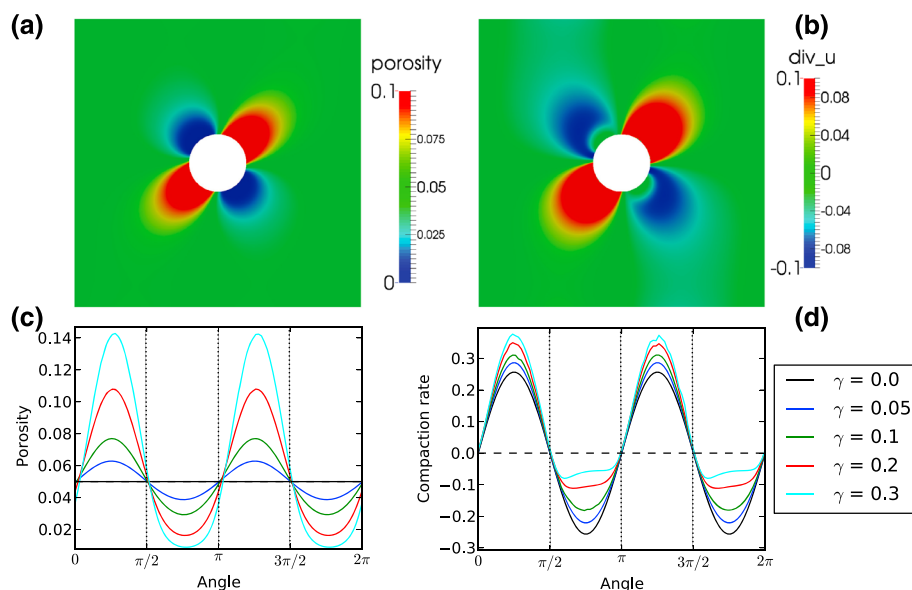 (a)
porosity
0.1
0.075
0.05
0.025
0
(b)
div_u
0.1
0.08
0.04
0
-0.04
-0.08
-0.1
(c)
0.14
0.12
0.10
0.08
0.06
0.04
0.02
Porosity
0 π/2 π 3π/2 2π
Angle
(d)
0.3
0.2
0.1
0.0
−0.1
−0.2
−0.3
Compaction rate
0 π/2 π 3π/2 2π
Angle
γ = 0.0
γ = 0.05
γ = 0.1
γ = 0.2
γ = 0.3